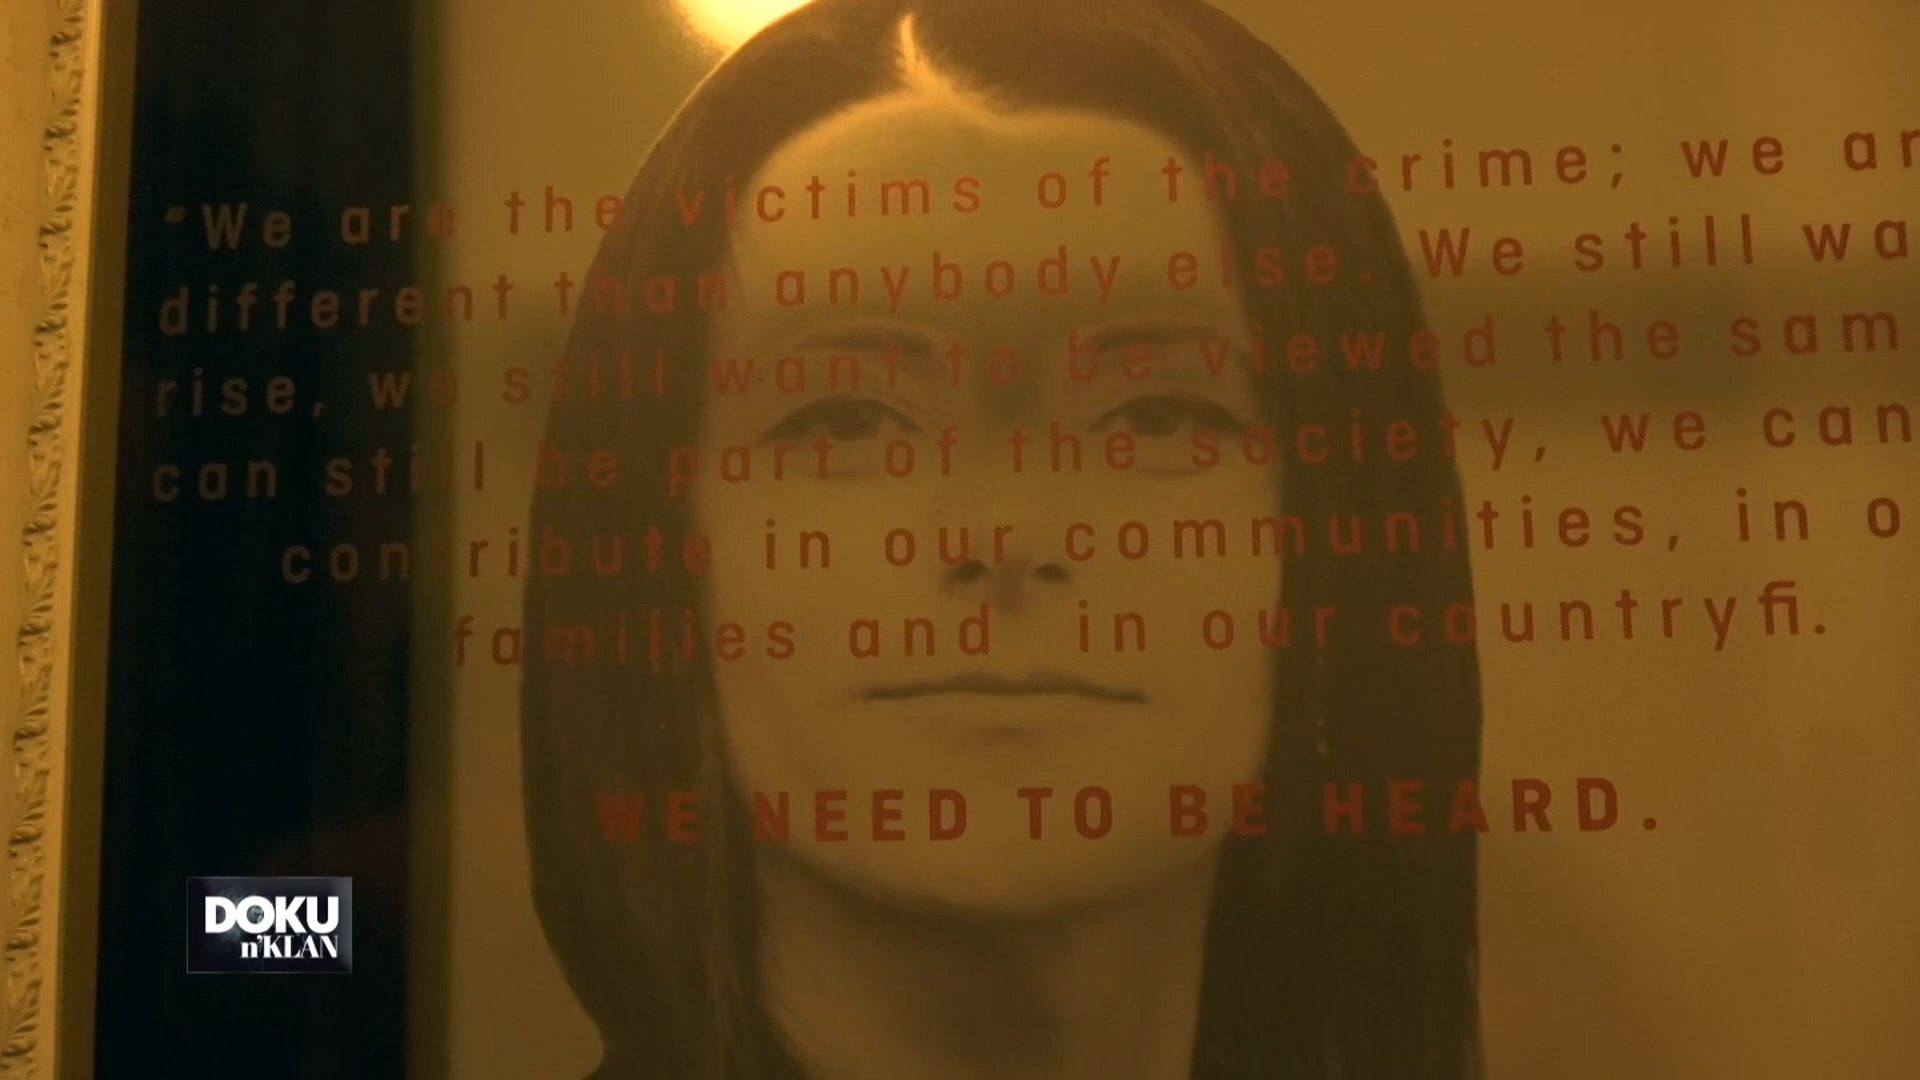 “We are the victims of the crime; we ar
different than anybody else. We still wa
rise, we still want to be viewed the sam
can still be part of the society, we can
contribute in our communities, in o
families and in our countryfi.
WE NEED TO BE HEARD.
DOKU
n'KLAN